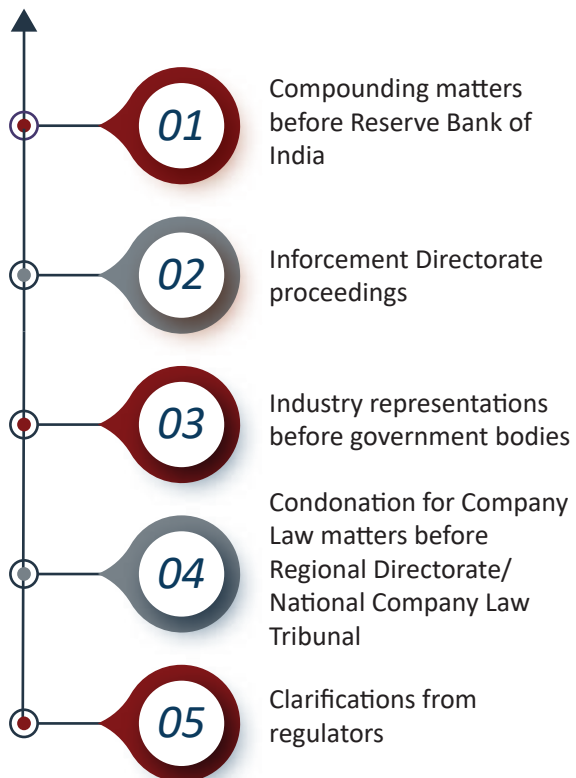 01
Compounding matters
before Reserve Bank of
India
02
Inforcement Directorate
proceedings
03
Industry representations
before government bodies
04
Condonation for Company
Law matters before
Regional Directorate/
National Company Law
Tribunal
05
Clarifications from
regulators